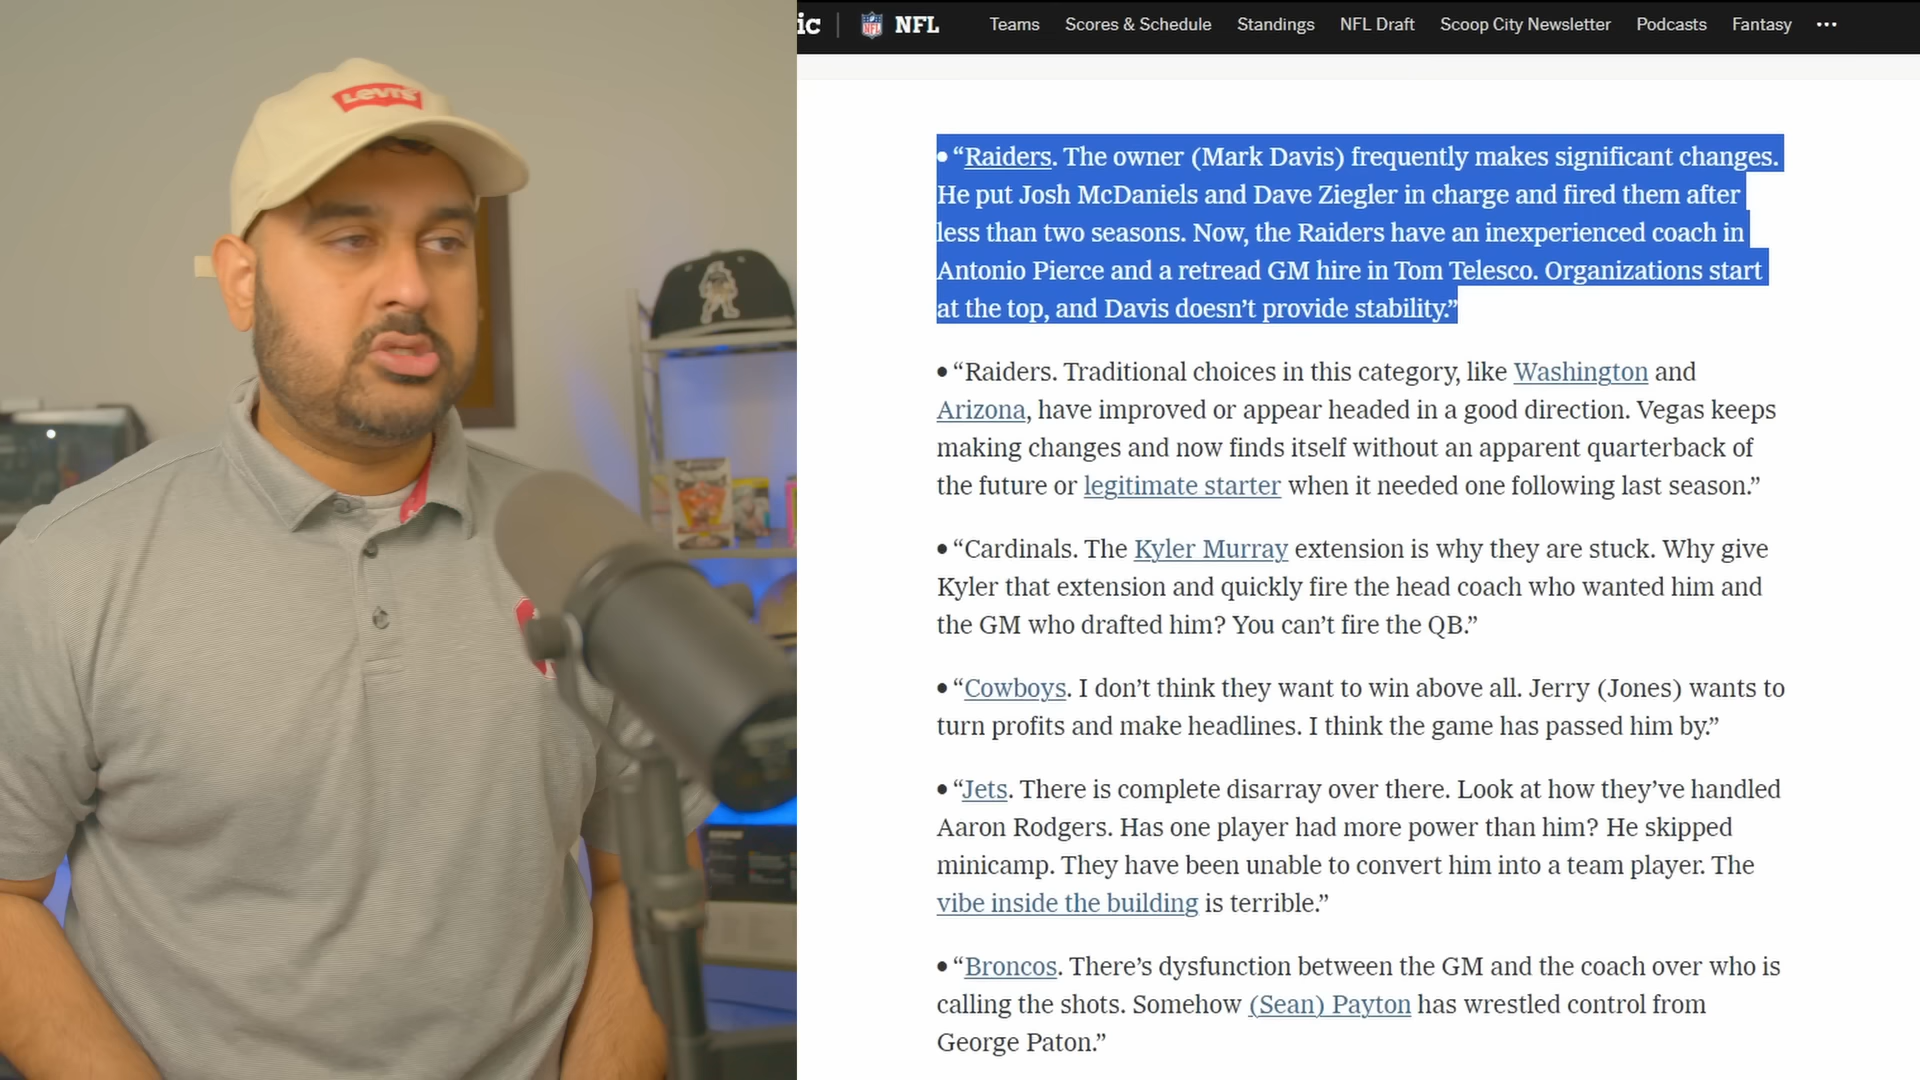 Levi's
ic | NFL Teams Scores & Schedule Standings NFL Draft Scoop City Newsletter Podcasts Fantasy •••
• “Raiders. The owner (Mark Davis) frequently makes significant changes.
He put Josh McDaniels and Dave Ziegler in charge and fired them after
less than two seasons. Now, the Raiders have an inexperienced coach in
Antonio Pierce and a retread GM hire in Tom Telesco. Organizations start
at the top, and Davis doesn’t provide stability.”
• “Raiders. Traditional choices in this category, like Washington and
Arizona, have improved or appear headed in a good direction. Vegas keeps
making changes and now finds itself without an apparent quarterback of
the future or legitimate starter when it needed one following last season.”
• “Cardinals. The Kyler Murray extension is why they are stuck. Why give
Kyler that extension and quickly fire the head coach who wanted him and
the GM who drafted him? You can’t fire the QB.”
• “Cowboys. I don’t think they want to win above all. Jerry (Jones) wants to
turn profits and make headlines. I think the game has passed him by.”
• “Jets. There is complete disarray over there. Look at how they’ve handled
Aaron Rodgers. Has one player had more power than him? He skipped
minicamp. They have been unable to convert him into a team player. The
vibe inside the building is terrible.”
• “Broncos. There’s dysfunction between the GM and the coach over who is
calling the shots. Somehow (Sean) Payton has wrestled control from
George Paton.”